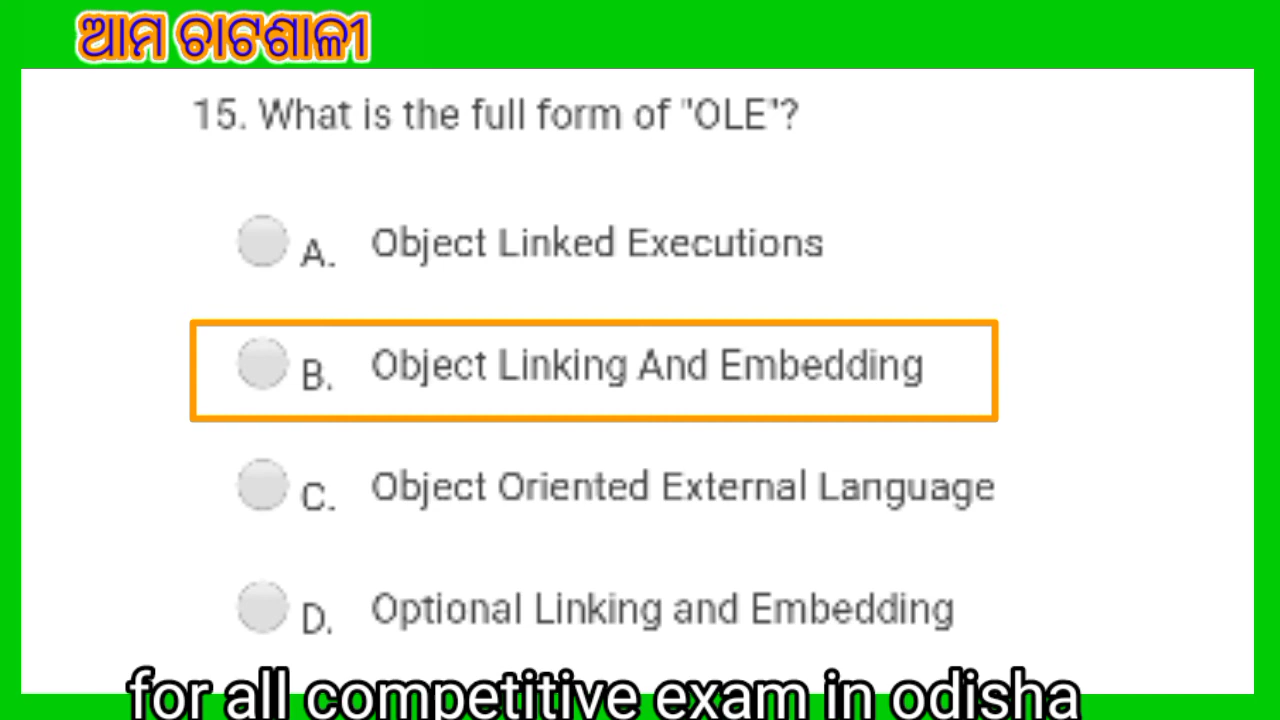 ଆମ ଚାଟଶାଳୀ
15. What is the full form of "OLE"?
A. Object Linked Executions
B. Object Linking And Embedding
C. Object Oriented External Language
D. Optional Linking and Embedding
for all competitive exam in odisha